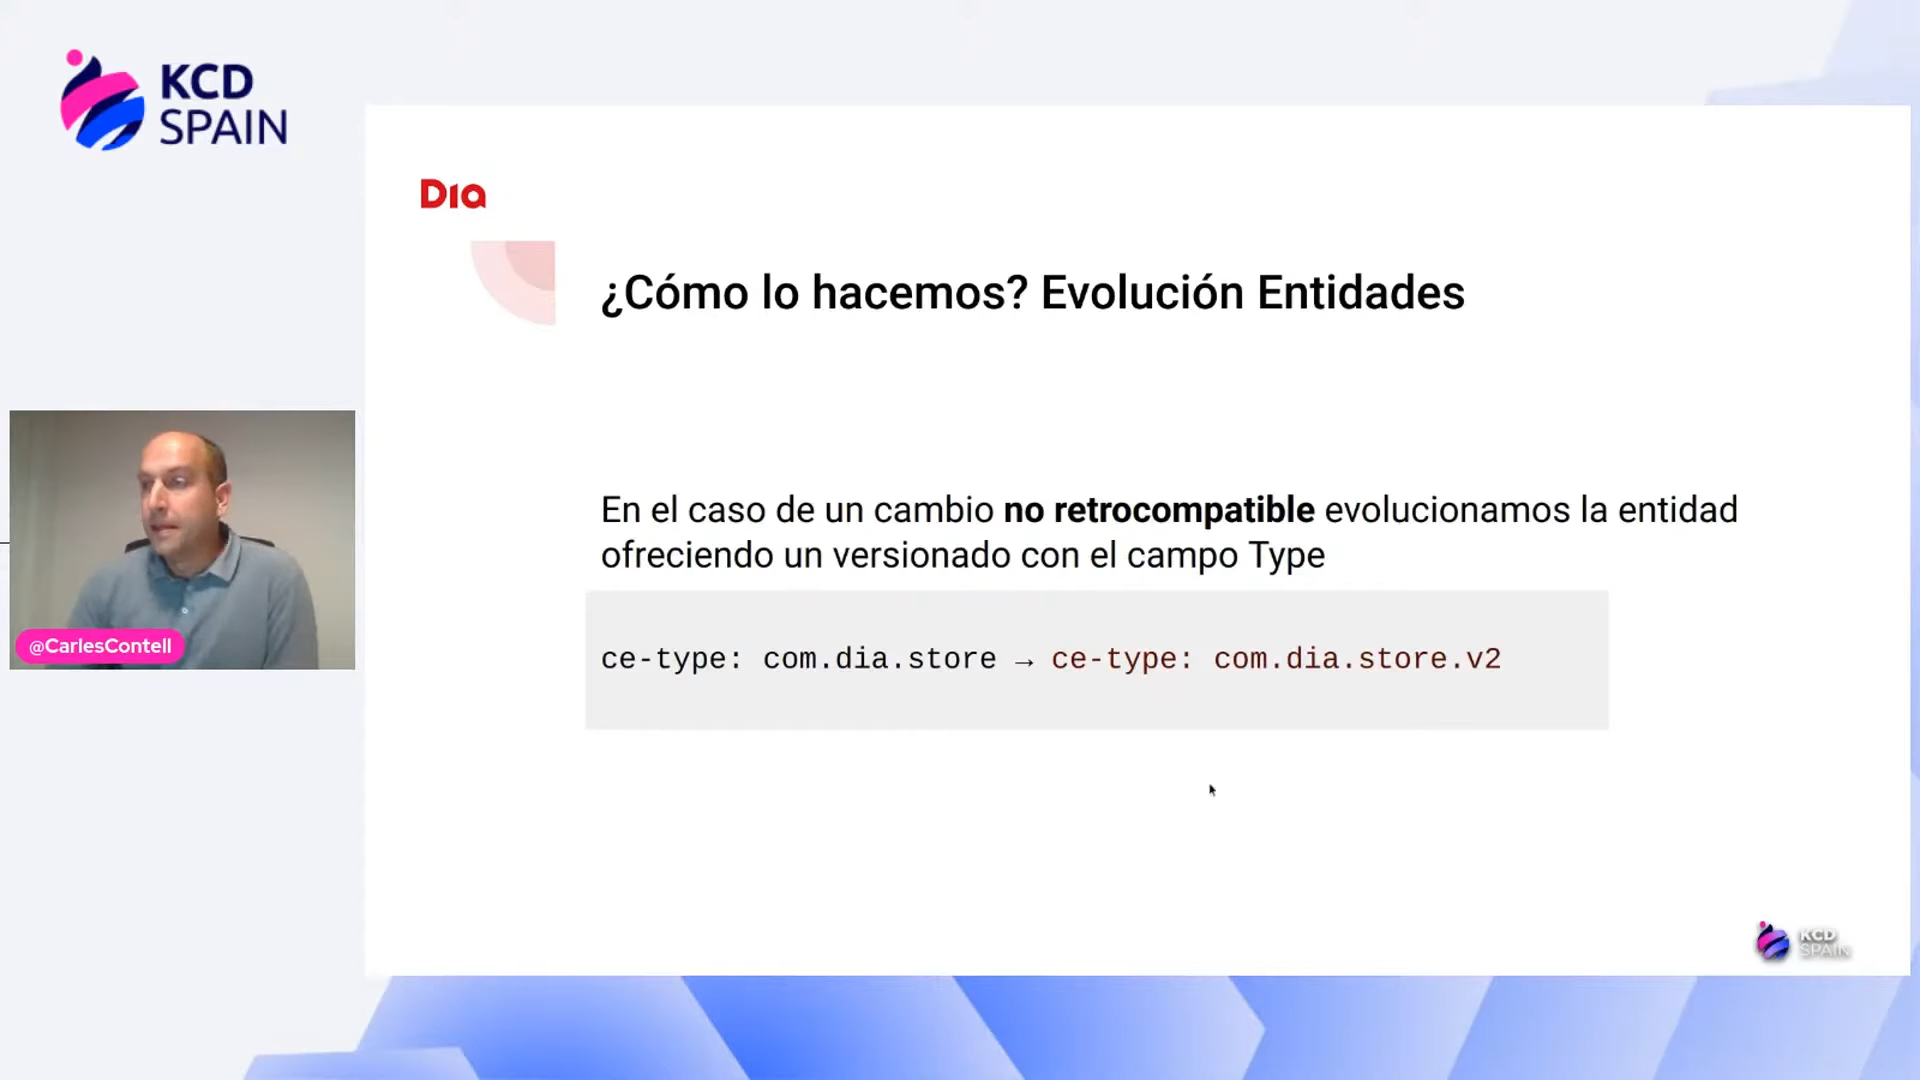 KCD
SPAIN
Dia
¿Cómo lo hacemos? Evolución Entidades
En el caso de un cambio no retrocompatible evolucionamos la entidad
ofreciendo un versionado con el campo Type
ce-type: com.dia.store → ce-type: com.dia.store.v2
@CarlesContell
KCD
SPAIN